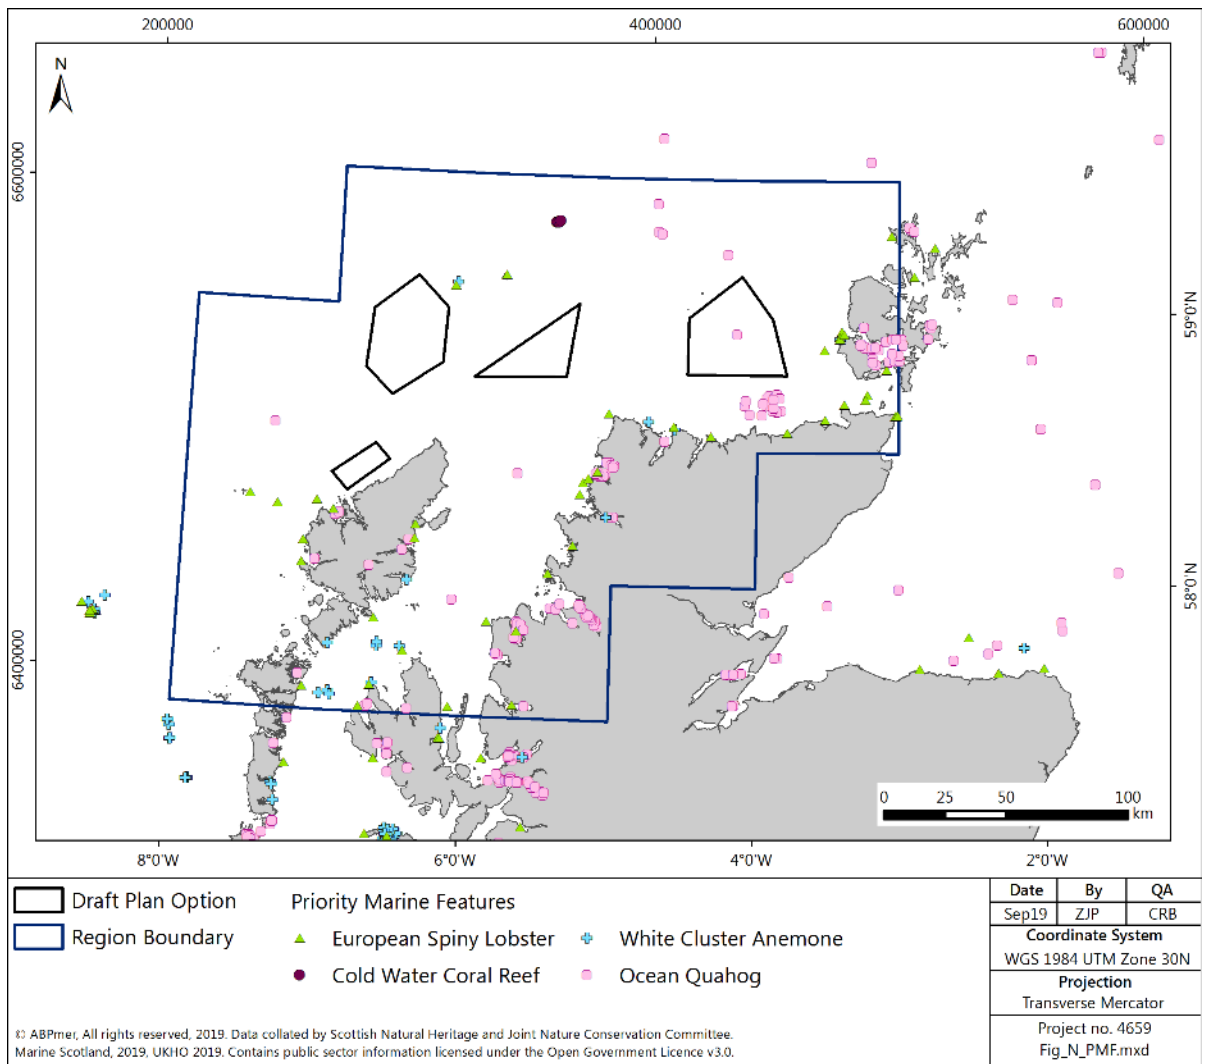 200000 400000 600000
N
6600000
59°0'N
58°0'N
6400000
0 25 50 100
km
8°0'W 6°0'W 4°0'W 2°0'W
Draft Plan Option
Region Boundary
Priority Marine Features
European Spiny Lobster
White Cluster Anemone
Cold Water Coral Reef
Ocean Quahog
Date By QA
Sep19 ZJP CRB
Coordinate System
WGS 1984 UTM Zone 30N
Projection
Transverse Mercator
Project no. 4659
Fig_N_PMF.mxd
© ABPmer, All rights reserved, 2019. Data collated by Scottish Natural Heritage and Joint Nature Conservation Committee.
Marine Scotland, 2019, UKHO 2019. Contains public sector information licensed under the Open Government Licence v3.0.